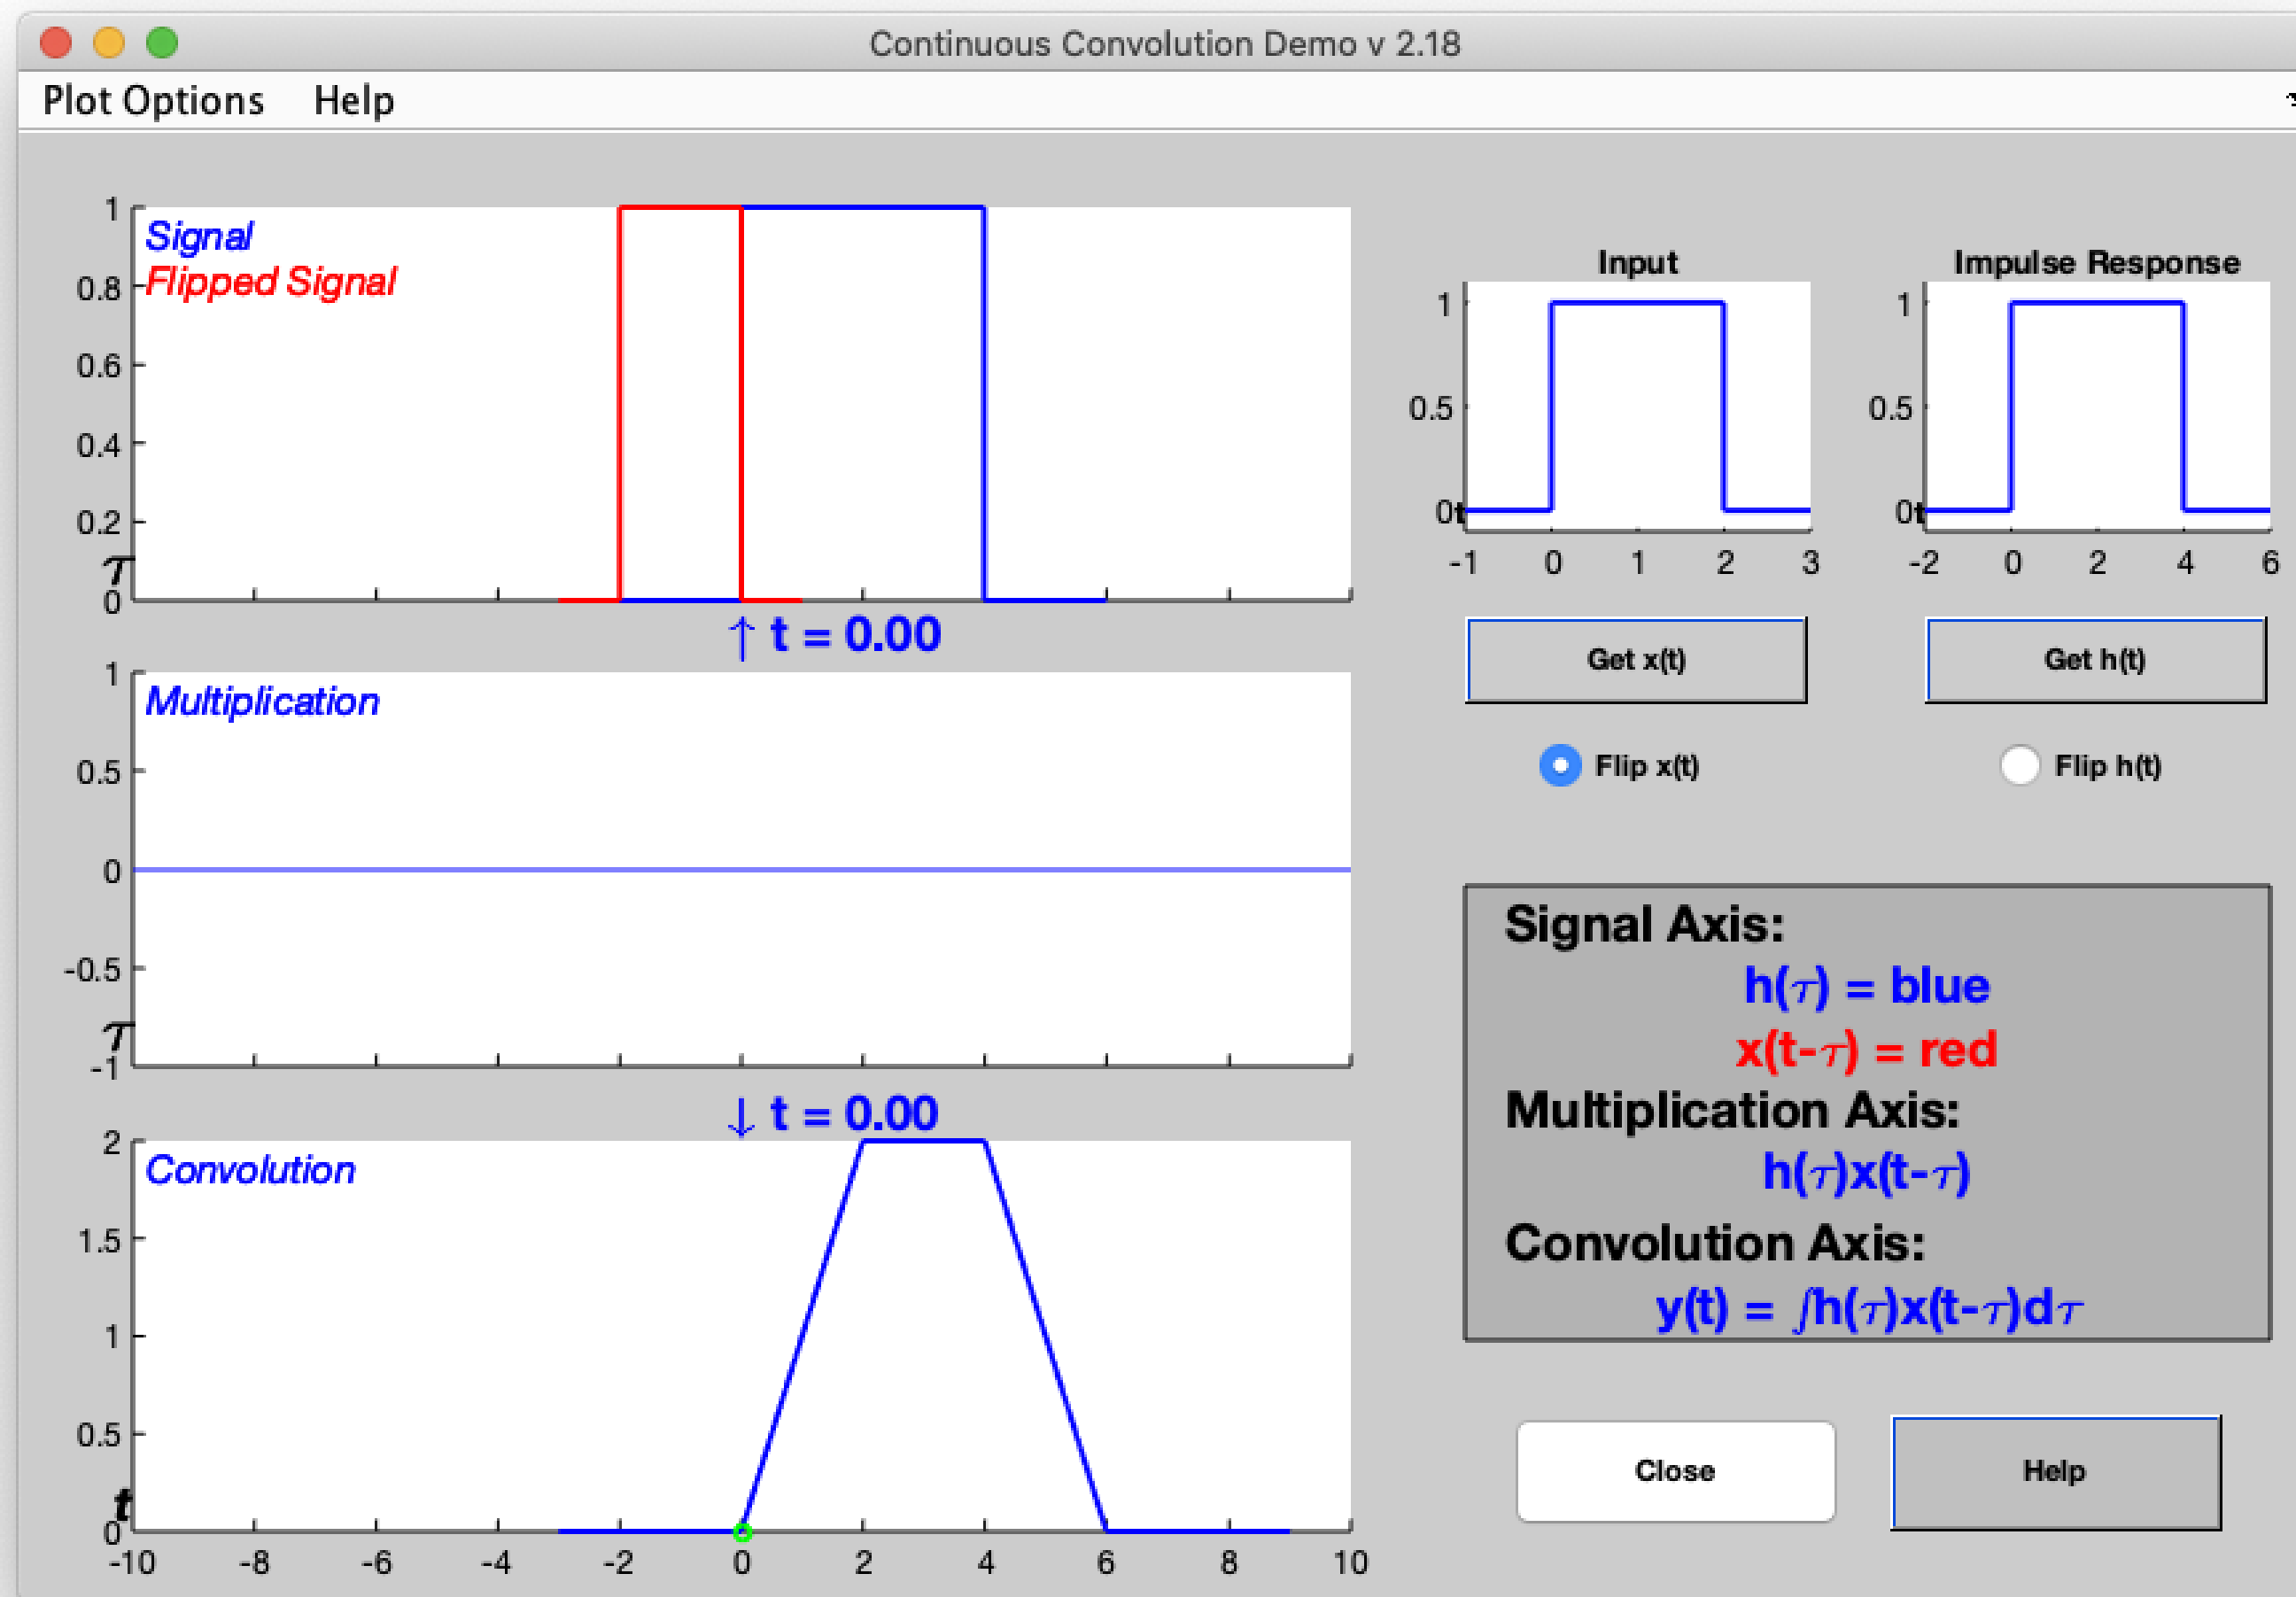 Continuous Convolution Demo v 2.18
Plot Options Help
1
Signal
Flipped Signal
0.8
0.6
0.4
0.2
τ
0
↑ t = 0.00
1
Multiplication
0.5
0
-0.5
τ
-1
↓ t = 0.00
2
Convolution
1.5
1
0.5
t
0
-10 -8 -6 -4 -2 0 2 4 6 8 10
Input
1
0.5
0t
-1 0 1 2 3
Impulse Response
1
0.5
0t
-2 0 2 4 6
Get x(t) Get h(t)
Flip x(t) Flip h(t)
Signal Axis:
h(τ) = blue
x(t-τ) = red
Multiplication Axis:
h(τ)x(t-τ)
Convolution Axis:
y(t) = ∫h(τ)x(t-τ)dτ
Close Help